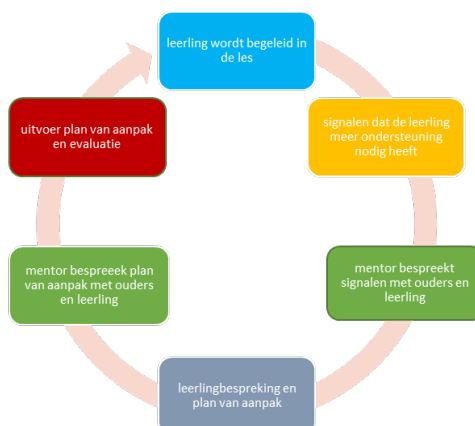 leerling wordt begeleid in
de les
signalen dat de leerling
meer ondersteuning
nodig heeft
mentor bespreekt
signalen met ouders en
leerling
leerlingbespreking en
plan van aanpak
mentor bespreeek plan
van aanpak met ouders
en leerling
uitvoer plan van aanpak
en evaluatie